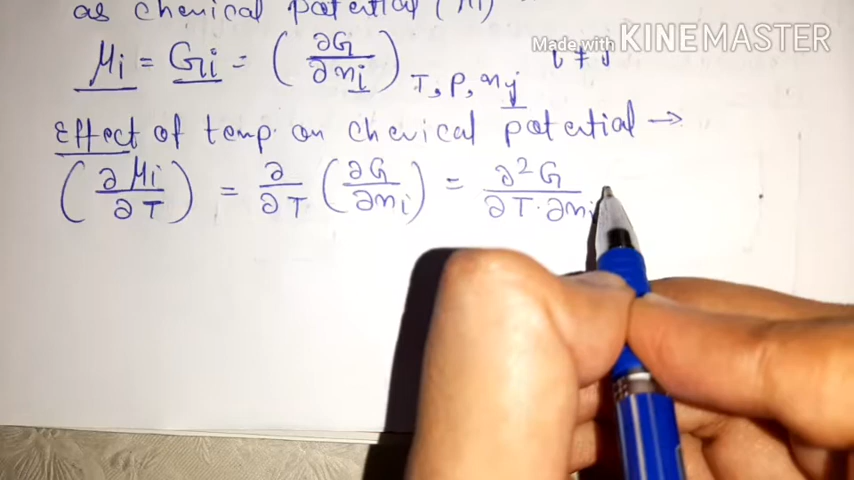 as chemical potential (μi)
μi = Gi = (∂G/∂ni) T, P, nj i ≠ j
Made with KINEMASTER
Effect of temp. on chemical potential →
(∂μi/∂T) = ∂/∂T (∂G/∂ni) = ∂²G/∂T·∂ni